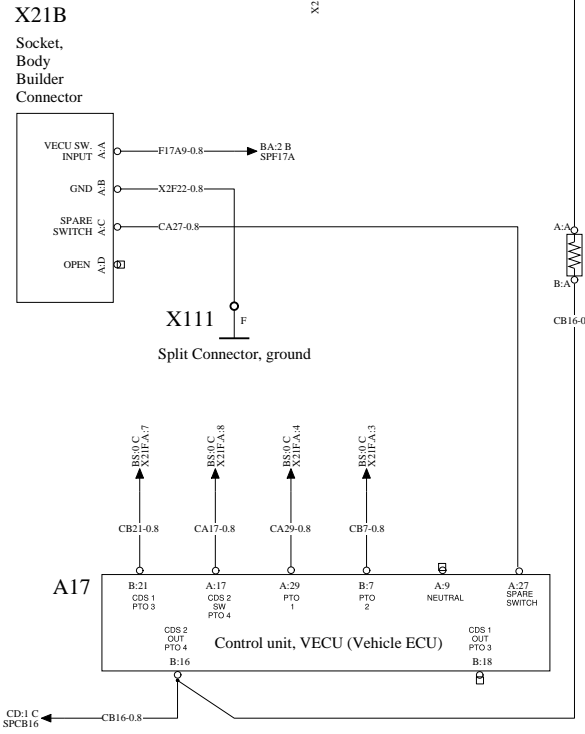 X21B
X2
Socket,
Body
Builder
Connector
VECU SW.
INPUT
A:A
F17A9-0.8
BA:2 B
SPF17A
GND
A:B
X2F22-0.8
SPARE
SWITCH
A:C
CA27-0.8
OPEN
A:D
A:A
B:A
CB16-0
X111
F
Split Connector, ground
BS:0 C
X21F.A:7
BS:0 C
X21F.A:8
BS:0 C
X21F.A:4
BS:0 C
X21F.A:3
CB21-0.8
CA17-0.8
CA29-0.8
CB7-0.8
A17
B:21
CDS 1
PTO 3
A:17
CDS 2
SW
PTO 4
A:29
PTO
1
B:7
PTO
2
A:9
NEUTRAL
A:27
SPARE
SWITCH
CDS 2
OUT
PTO 4
B:16
Control unit, VECU (Vehicle ECU)
CDS 1
OUT
PTO 3
B:18
CD:1 C
SPCB16
CB16-0.8